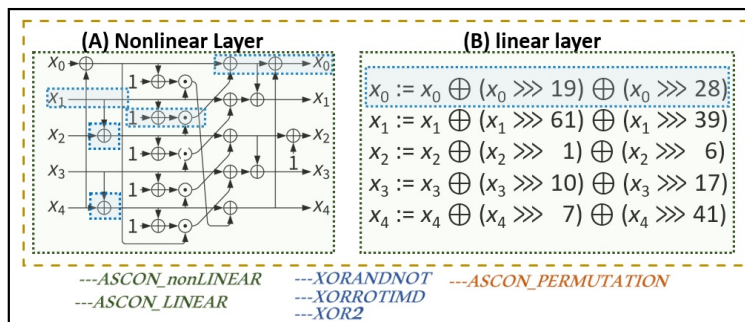 (A) Nonlinear Layer
(B) linear layer
X0 X0
X1 1 X1
X2 1 X2
1
X3 1 X3
1
X4 1 X4
x0 := x0 ⊕ (x0 >>> 19) ⊕ (x0 >>> 28)
x1 := x1 ⊕ (x1 >>> 61) ⊕ (x1 >>> 39)
x2 := x2 ⊕ (x2 >>> 1) ⊕ (x2 >>> 6)
x3 := x3 ⊕ (x3 >>> 10) ⊕ (x3 >>> 17)
x4 := x4 ⊕ (x4 >>> 7) ⊕ (x4 >>> 41)
---ASCON_nonLINEAR
---ASCON_LINEAR
---XORANDNOT
---XORROTIMD
---XOR2
---ASCON_PERMUTATION